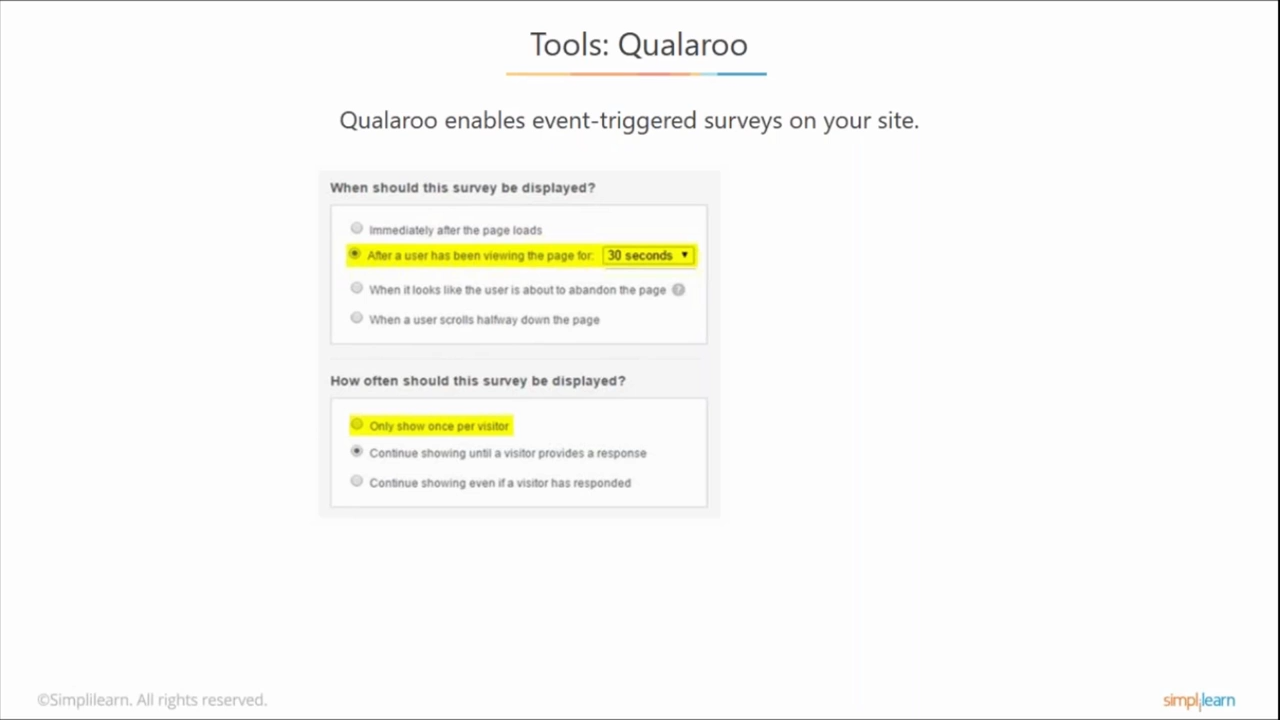 Tools: Qualaroo
Qualaroo enables event-triggered surveys on your site.
When should this survey be displayed?
Immediately after the page loads
After a user has been viewing the page for: 30 seconds
When it looks like the user is about to abandon the page ?
When a user scrolls halfway down the page
How often should this survey be displayed?
Only show once per visitor
Continue showing until a visitor provides a response
Continue showing even if a visitor has responded
©Simplilearn. All rights reserved.
simplilearn